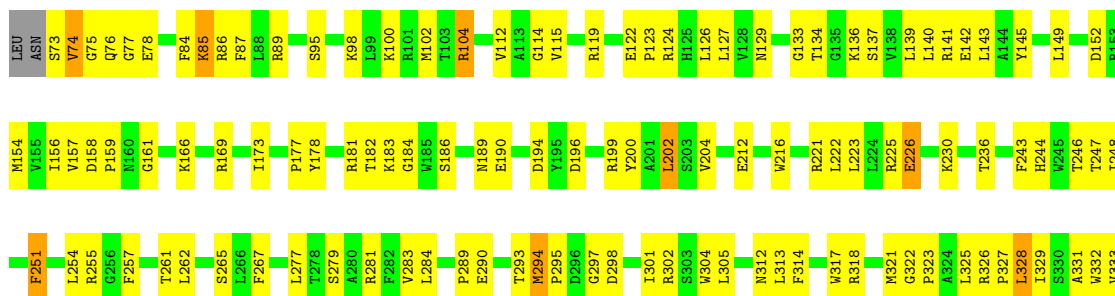 LEU ASN S73 V74 G75 Q76 G77 E78 F84 K85 R86 F87 L88 R89 S95 K98 L99 K100 R101 M102 T103 R104 V112 A113 G114 V115 R119 E122 P123 R124 H125 L126 L127 V128 N129 G133 T134 G135 K136 S137 V138 L139 L140 R141 E142 L143 A144 Y145 L149 D152 R153
M154 V155 I156 V157 D158 P159 N160 G161 K166 R169 I173 P177 Y178 R181 T182 K183 G184 W185 S186 N189 E190 D194 Y195 D196 R199 Y200 A201 L202 S203 V204 E212 W216 R221 L222 L223 L224 R225 E226 K230 T236 F243 H244 W245 T246 T247
F251 L254 R255 G256 F257 T261 L262 S265 L266 F267 L277 T278 S279 A280 R281 F282 V283 L284 P289 E290 T293 M294 P295 D296 G297 D298 I301 R302 S303 W304 L305 N312 L313 F314 W317 R318 M321 G322 P323 A324 L325 R326 P327 L328 I329 S330 A331 W332